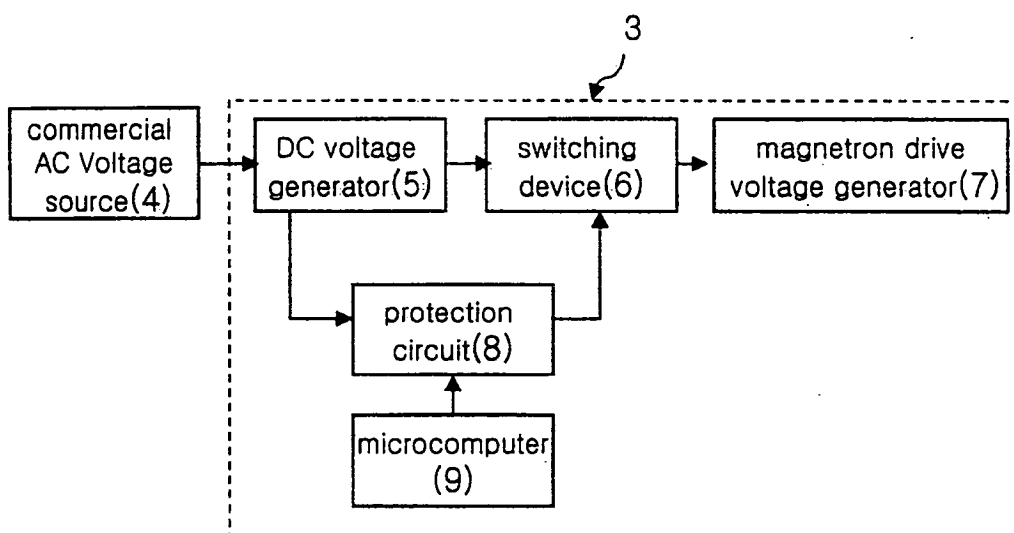 3
commercial
AC Voltage
source(4)
DC voltage
generator(5)
switching
device(6)
magnetron drive
voltage generator(7)
protection
circuit(8)
microcomputer
(9)